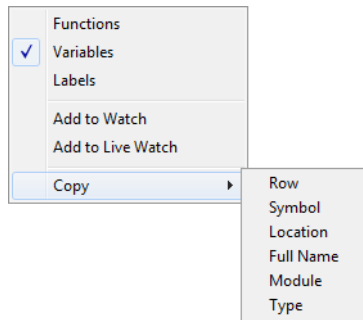 Functions
Variables
Labels
Add to Watch
Add to Live Watch
Copy
Row
Symbol
Location
Full Name
Module
Type